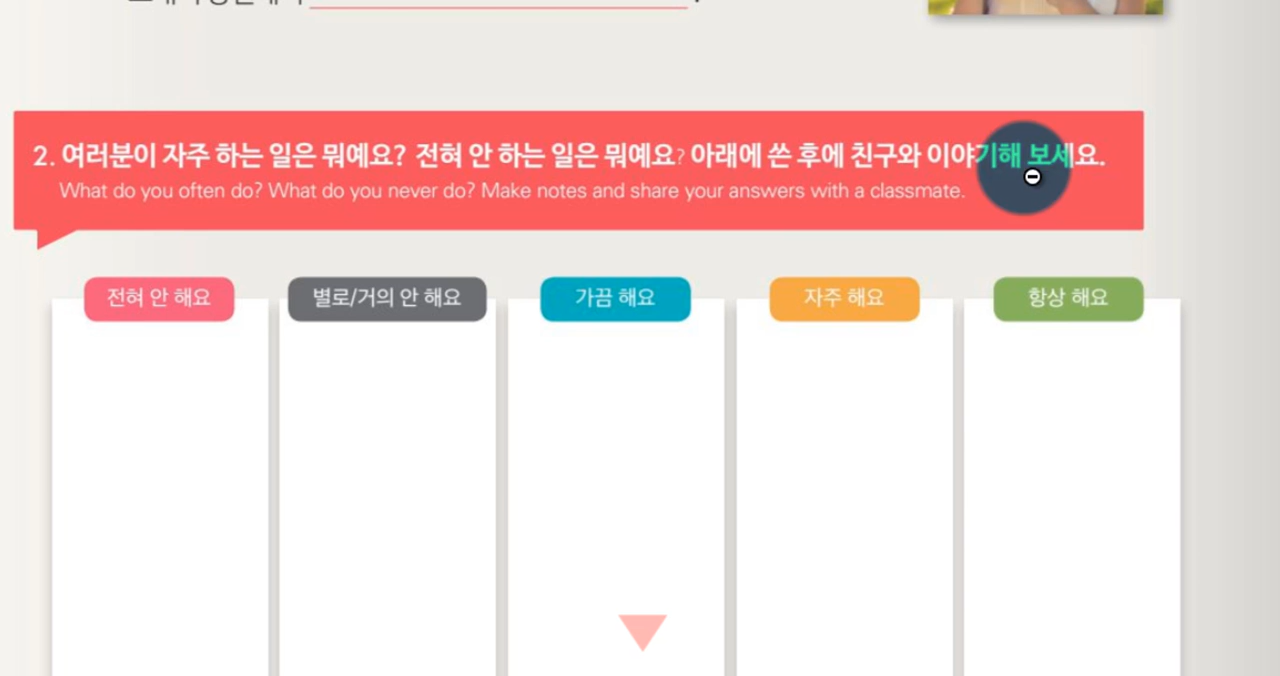 2. 여러분이 자주 하는 일은 뭐예요? 전혀 안 하는 일은 뭐예요? 아래에 쓴 후에 친구와 이야기해 보세요.
What do you often do? What do you never do? Make notes and share your answers with a classmate.
전혀 안 해요
별로/거의 안 해요
가끔 해요
자주 해요
항상 해요